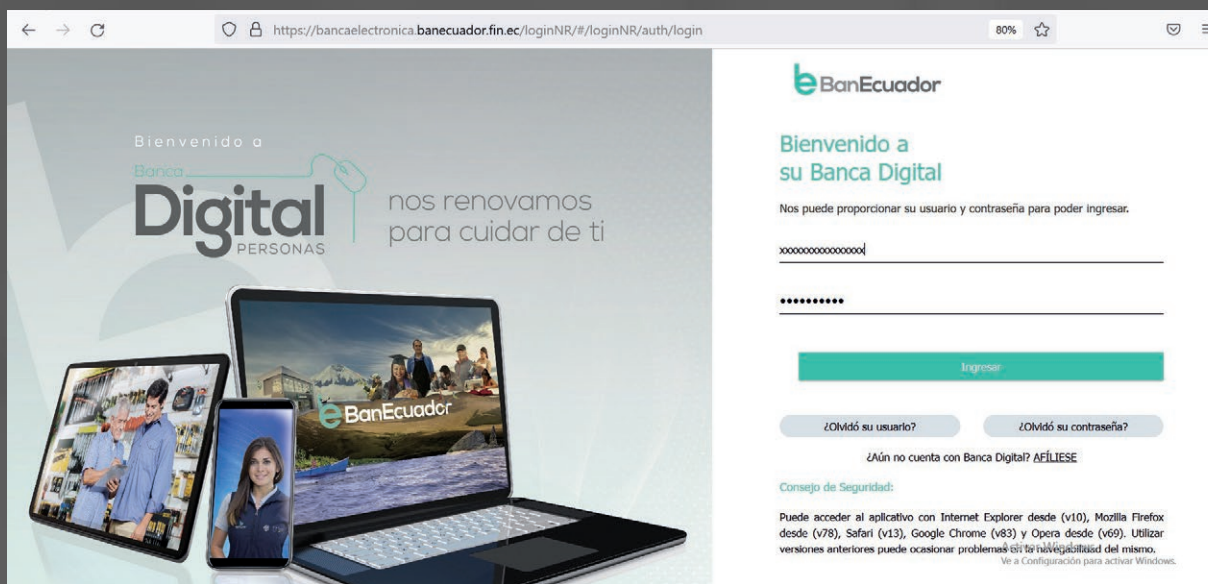 https://bancaelectronica.banecuador.fin.ec/loginNR/#/loginNR/auth/login
80%
Bienvenido a
Banca
Digital
PERSONAS
nos renovamos
para cuidar de ti
BanEcuador
BanEcuador
Bienvenido a
su Banca Digital
Nos puede proporcionar su usuario y contraseña para poder ingresar.
xxxxxxxxxxxxxxxx
••••••••••
Ingresar
¿Olvidó su usuario?
¿Olvidó su contraseña?
¿Aún no cuenta con Banca Digital? AFÍLIESE
Consejo de Seguridad:
Puede acceder al aplicativo con Internet Explorer desde (v10), Mozilla Firefox
desde (v78), Safari (v13), Google Chrome (v83) y Opera desde (v69). Utilizar
versiones anteriores puede ocasionar problemas en la navegabilidad del mismo.
Activar Windows
Ve a Configuración para activar Windows.